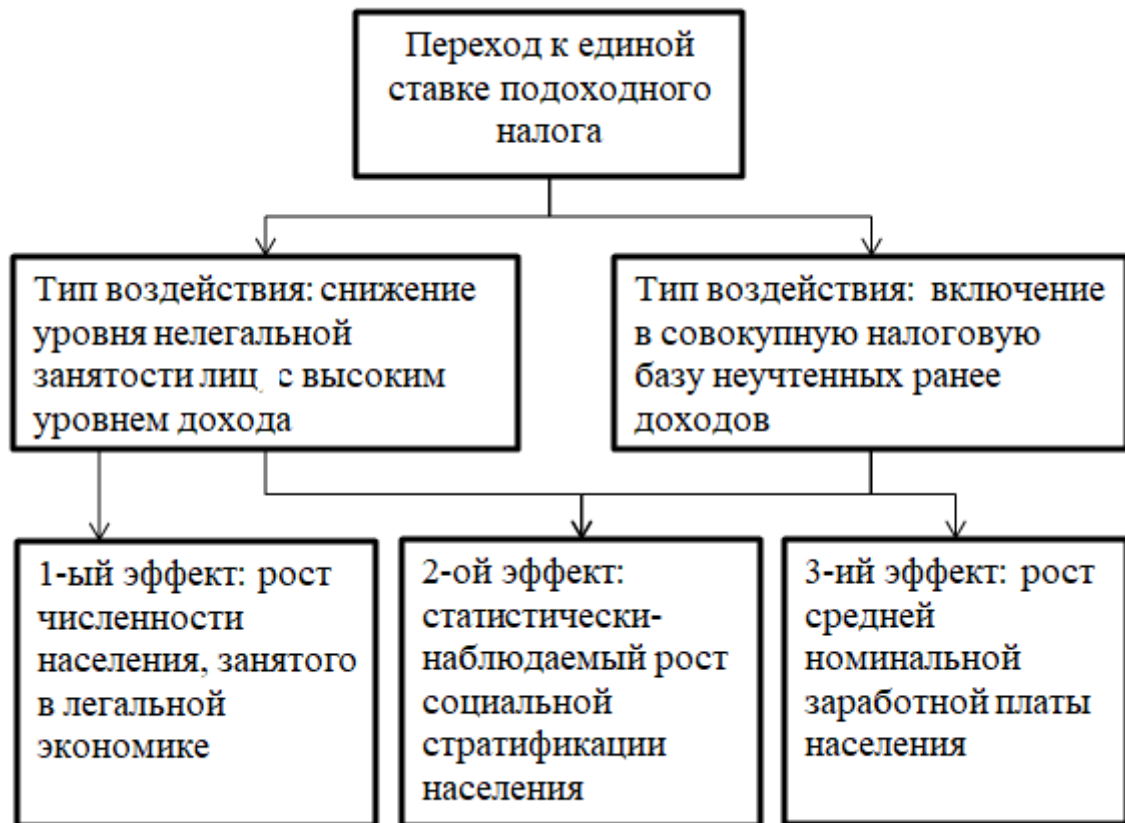 Переход к единой
ставке подоходного
налога
Тип воздействия: снижение
уровня нелегальной
занятости лиц, с высоким
уровнем дохода
Тип воздействия: включение
в совокупную налоговую
базу неучтенных ранее
доходов
1-ый эффект: рост
численности
населения, занятого
в легальной
экономике
2-ой эффект:
статистически-
наблюдаемый рост
социальной
стратификации
населения
3-ий эффект: рост
средней
номинальной
заработной платы
населения